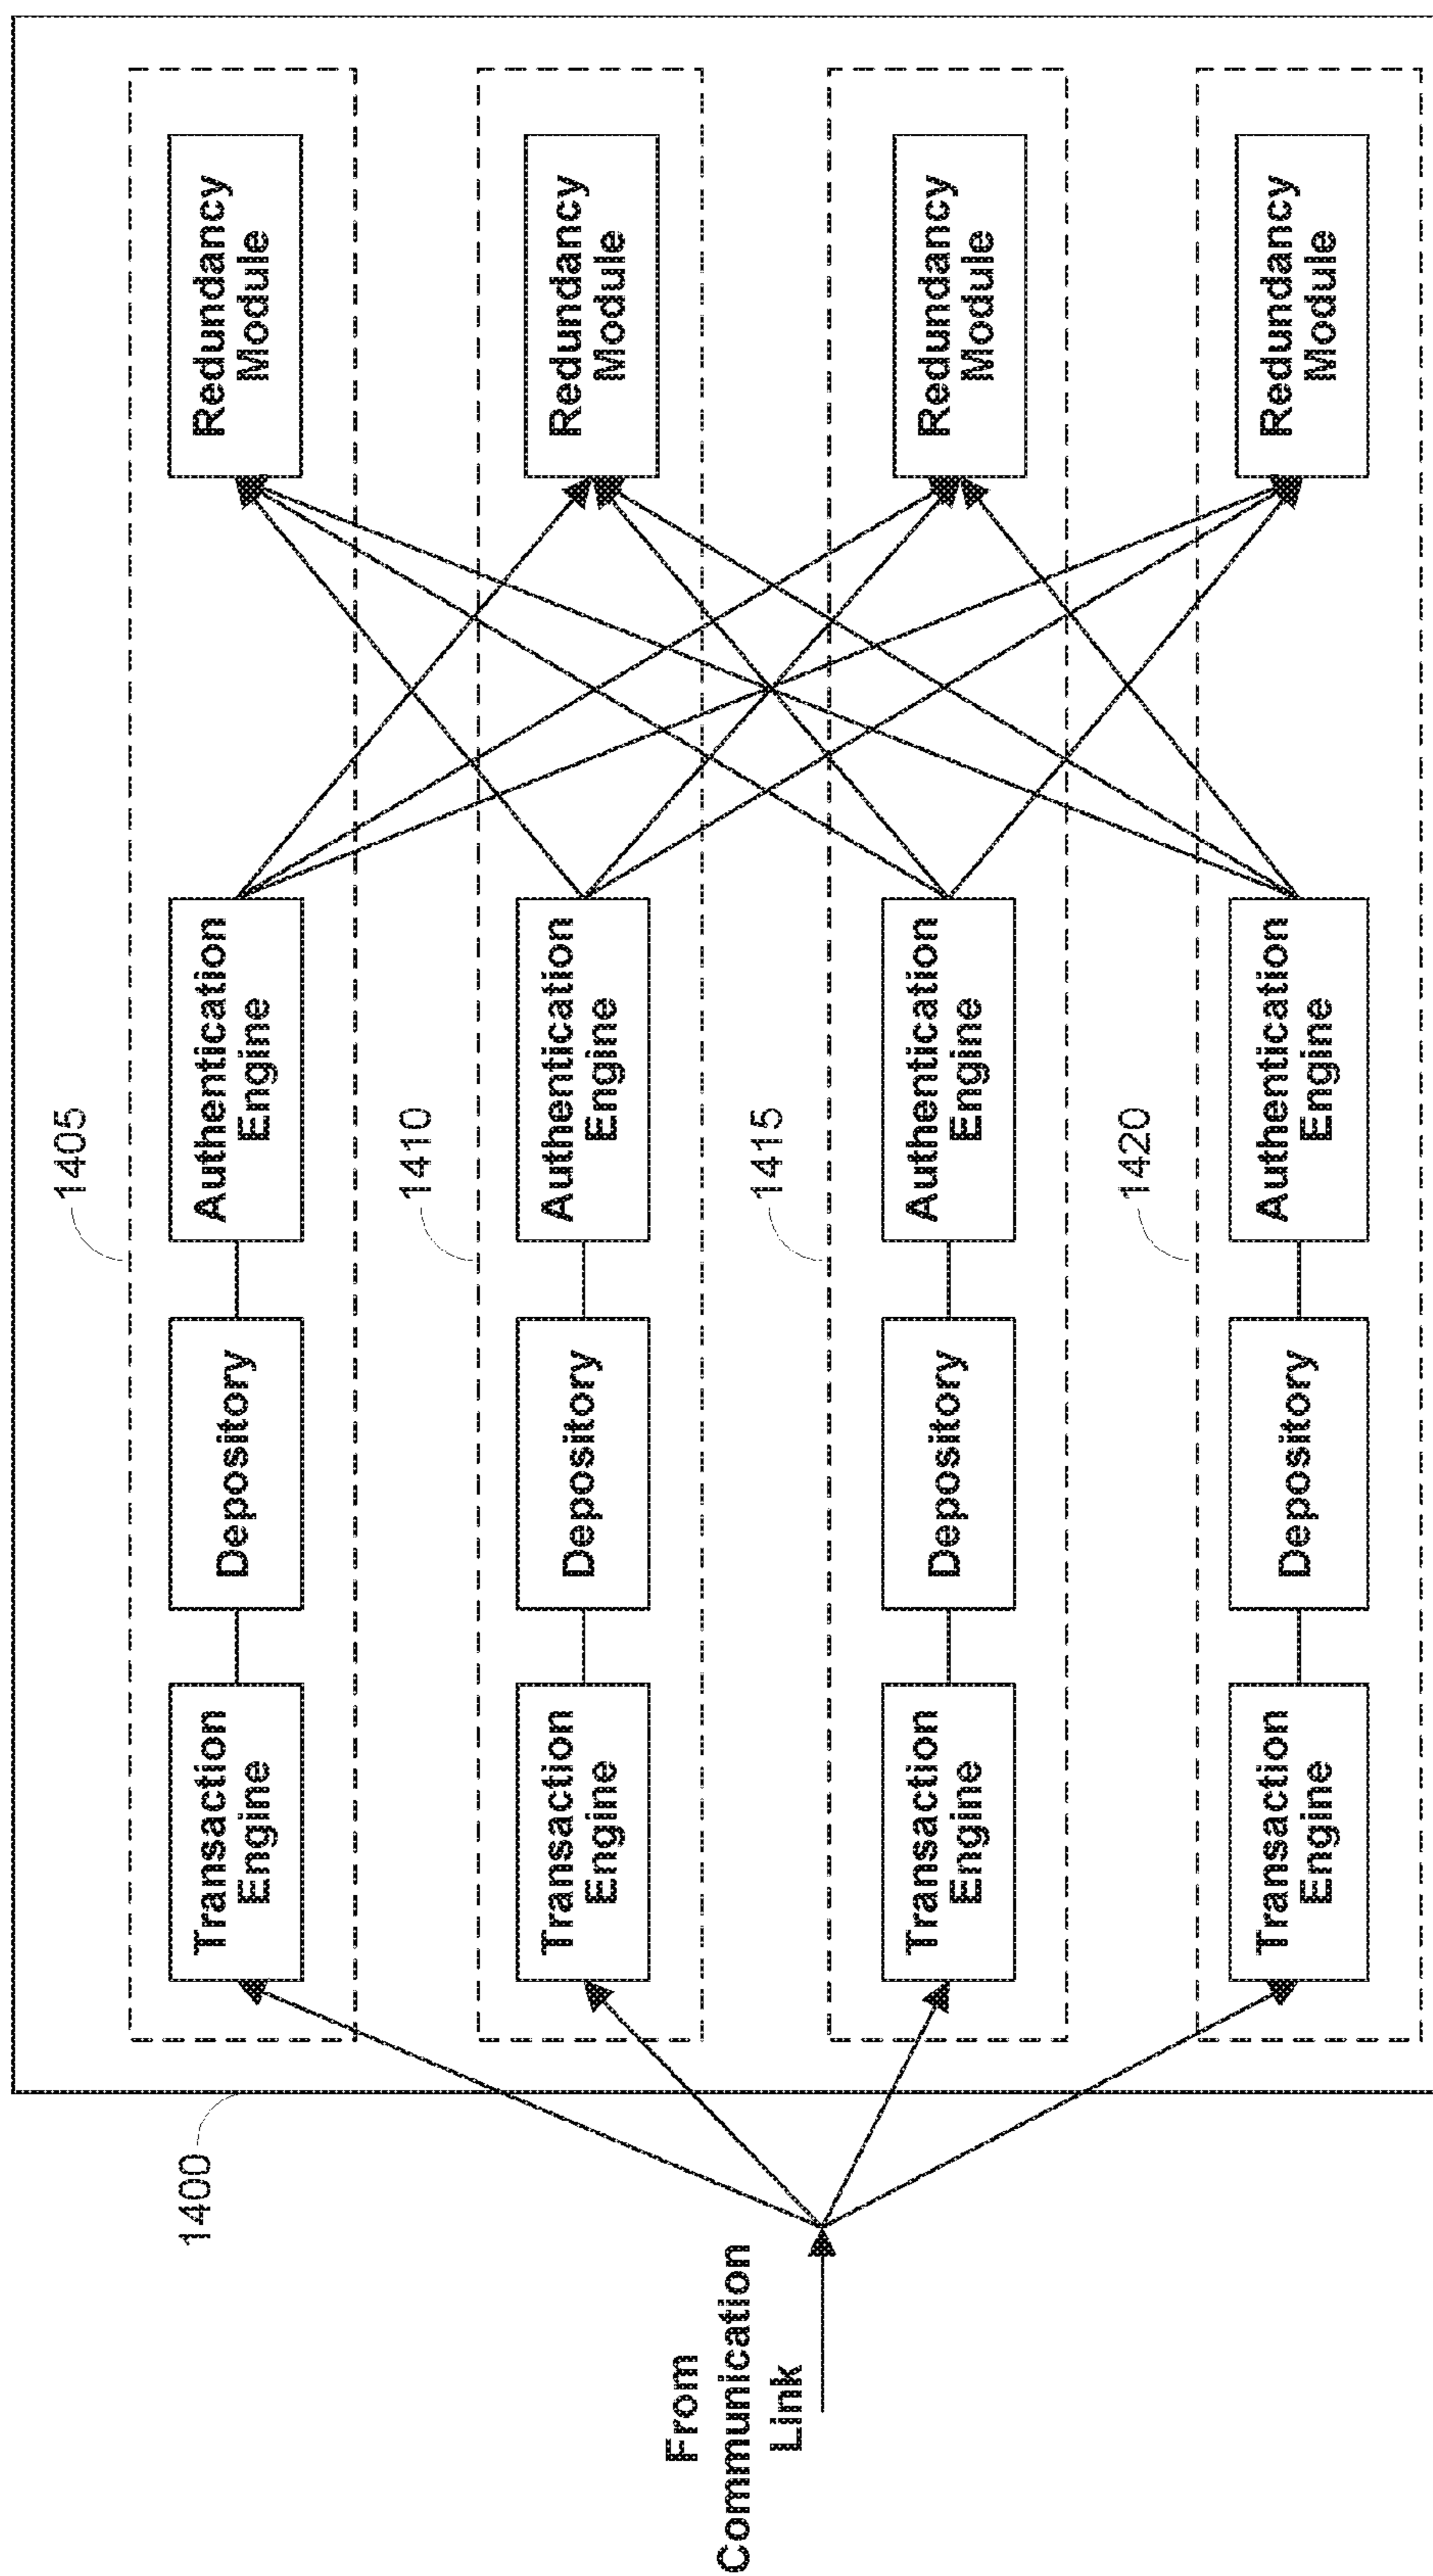 1400
From
Communication
Link
1405
Transaction
Engine
Depository
Authentication
Engine
Redundancy
Module
1410
Transaction
Engine
Depository
Authentication
Engine
Redundancy
Module
1415
Transaction
Engine
Depository
Authentication
Engine
Redundancy
Module
1420
Transaction
Engine
Depository
Authentication
Engine
Redundancy
Module